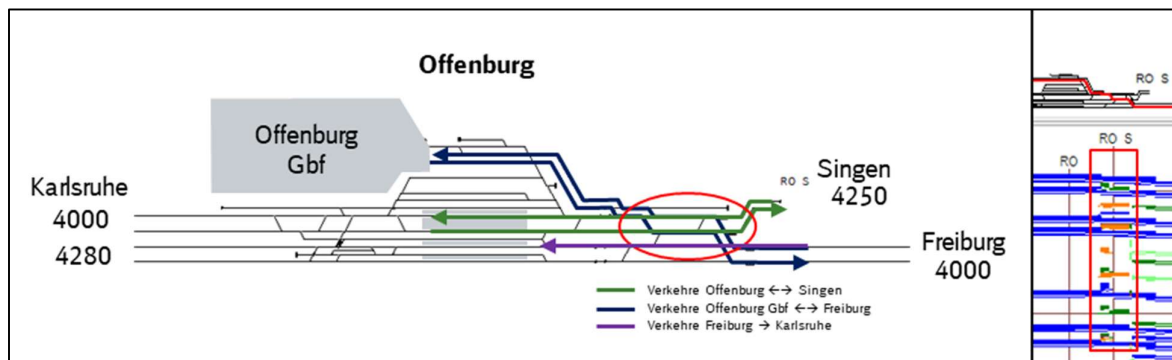 Offenburg
Offenburg
Gbf
Karlsruhe
4000
4280
RO S
Singen
4250
Freiburg
4000
Verkehre Offenburg ←→ Singen
Verkehre Offenburg Gbf ←→ Freiburg
Verkehre Freiburg → Karlsruhe
RO S
RO S
RO